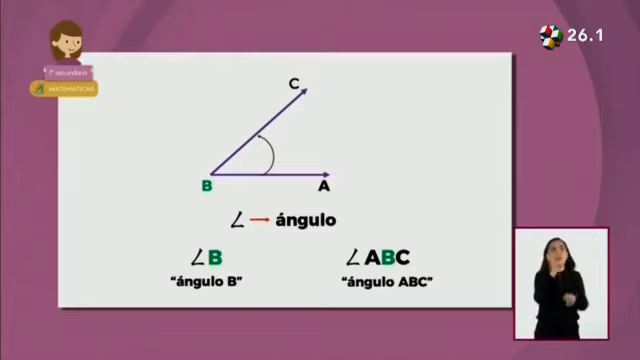 26.1
1° secundaria
MATEMÁTICAS
C
B
A
∠ → ángulo
∠B
∠ABC
"ángulo B"
"ángulo ABC"